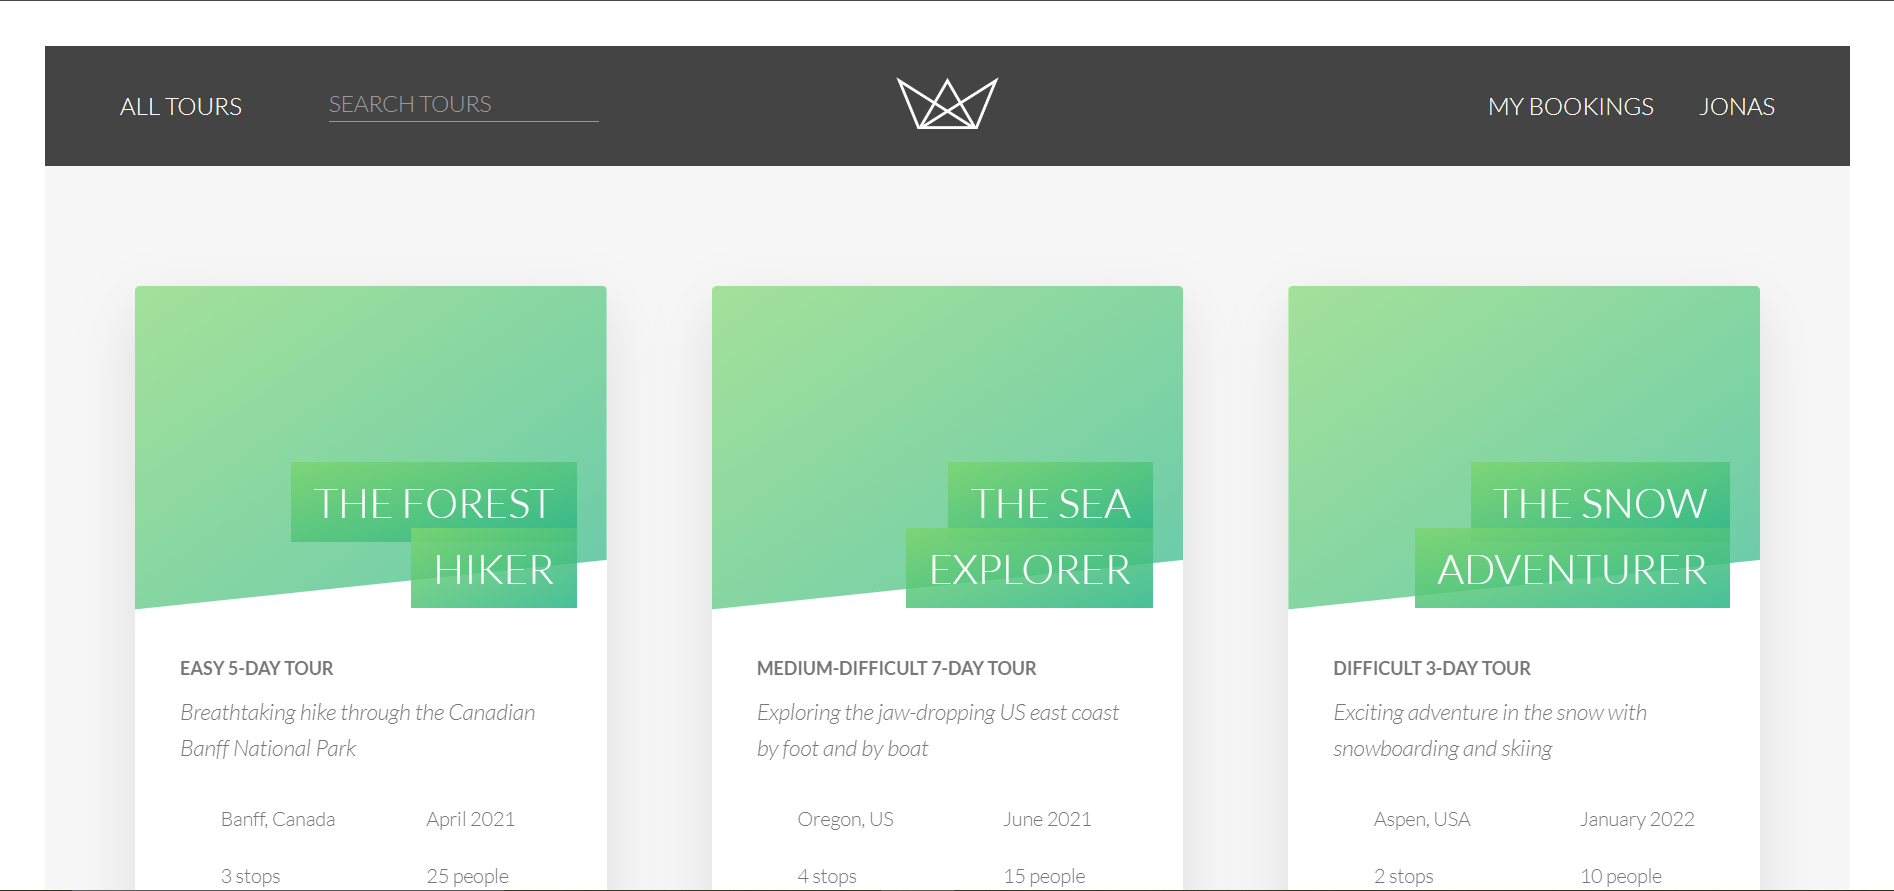 ALL TOURS
SEARCH TOURS
MY BOOKINGS
JONAS
THE FOREST
HIKER
EASY 5-DAY TOUR
Breathtaking hike through the Canadian
Banff National Park
Banff, Canada
April 2021
3 stops
25 people
THE SEA
EXPLORER
MEDIUM-DIFFICULT 7-DAY TOUR
Exploring the jaw-dropping US east coast
by foot and by boat
Oregon, US
June 2021
4 stops
15 people
THE SNOW
ADVENTURER
DIFFICULT 3-DAY TOUR
Exciting adventure in the snow with
snowboarding and skiing
Aspen, USA
January 2022
2 stops
10 people